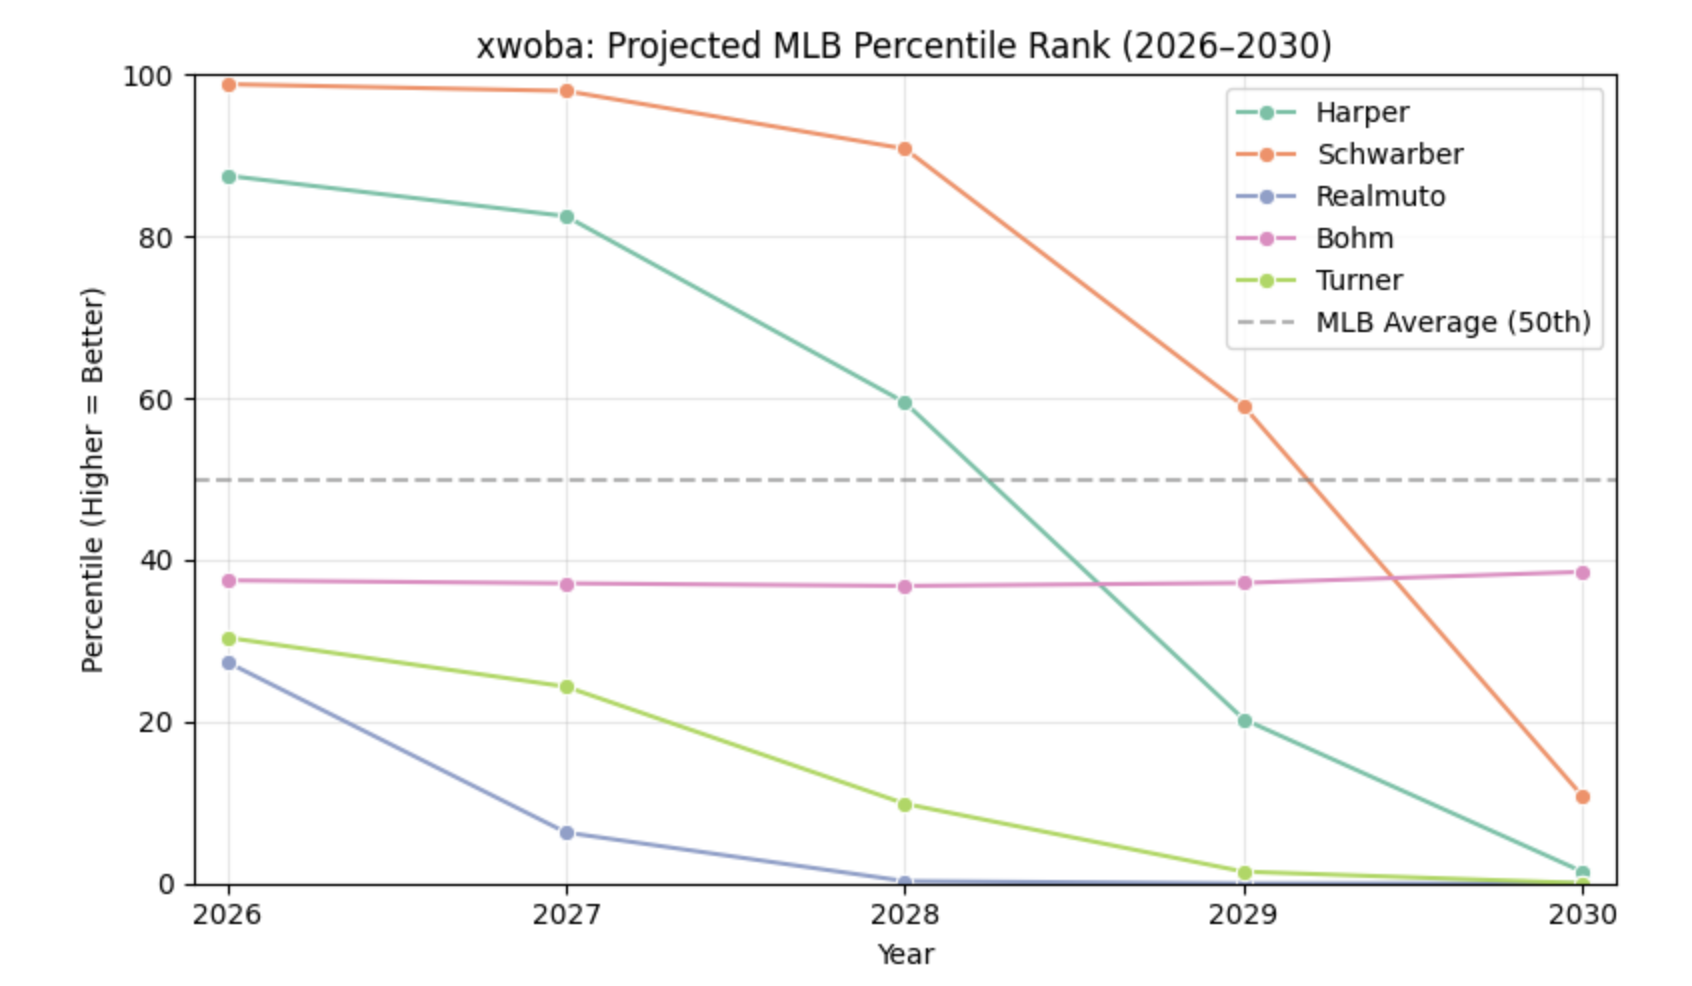 xwoba: Projected MLB Percentile Rank (2026–2030)
100
80
60
40
20
0
Percentile (Higher = Better)
Harper
Schwarber
Realmuto
Bohm
Turner
MLB Average (50th)
2026 2027 2028 2029 2030
Year